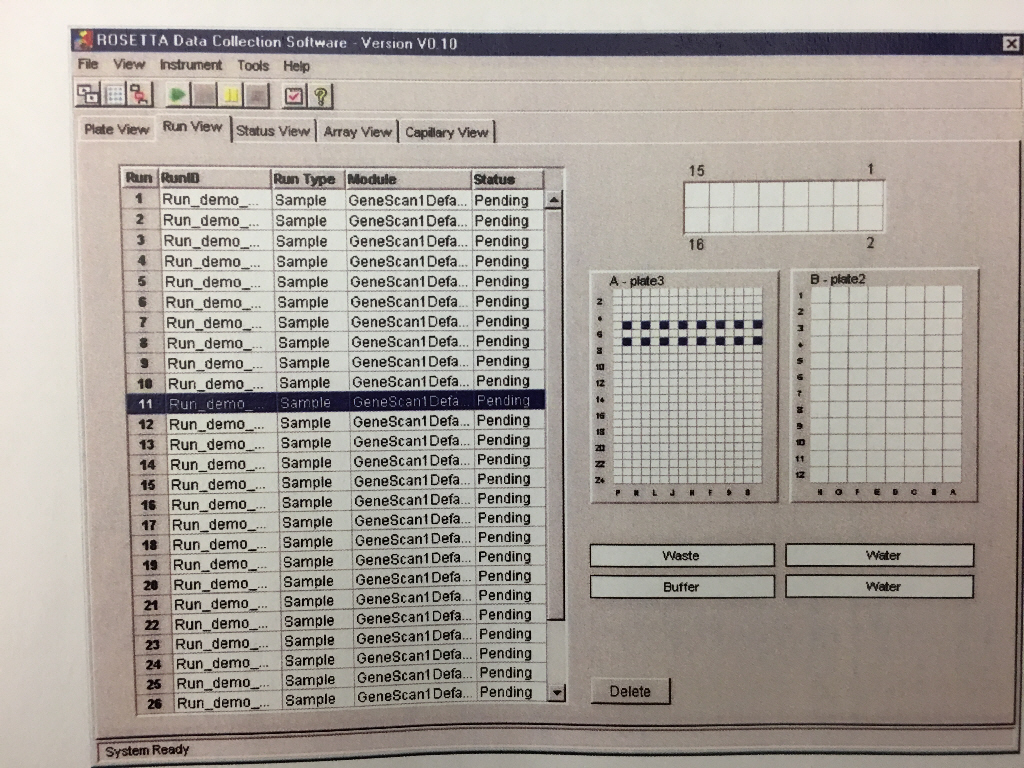 ROSETTA Data Collection Software - Version V0.10
File View Instrument Tools Help
Plate View Run View Status View Array View Capillary View
Run RunID Run Type Module Status
1 Run_demo_... Sample GeneScan1Defa... Pending
2 Run_demo_... Sample GeneScan1Defa... Pending
3 Run_demo_... Sample GeneScan1Defa... Pending
4 Run_demo_... Sample GeneScan1Defa... Pending
5 Run_demo_... Sample GeneScan1Defa... Pending
6 Run_demo_... Sample GeneScan1Defa... Pending
7 Run_demo_... Sample GeneScan1Defa... Pending
8 Run_demo_... Sample GeneScan1Defa... Pending
9 Run_demo_... Sample GeneScan1Defa... Pending
10 Run_demo_... Sample GeneScan1Defa... Pending
11 Run_demo_... Sample GeneScan1Defa... Pending
12 Run_demo_... Sample GeneScan1Defa... Pending
13 Run_demo_... Sample GeneScan1Defa... Pending
14 Run_demo_... Sample GeneScan1Defa... Pending
15 Run_demo_... Sample GeneScan1Defa... Pending
16 Run_demo_... Sample GeneScan1Defa... Pending
17 Run_demo_... Sample GeneScan1Defa... Pending
18 Run_demo_... Sample GeneScan1Defa... Pending
19 Run_demo_... Sample GeneScan1Defa... Pending
20 Run_demo_... Sample GeneScan1Defa... Pending
21 Run_demo_... Sample GeneScan1Defa... Pending
22 Run_demo_... Sample GeneScan1Defa... Pending
23 Run_demo_... Sample GeneScan1Defa... Pending
24 Run_demo_... Sample GeneScan1Defa... Pending
25 Run_demo_... Sample GeneScan1Defa... Pending
26 Run_demo_... Sample GeneScan1Defa... Pending
15 1
16 2
A - plate3
2
4
6
8
10
12
14
16
18
20
22
24
B - plate2
1
2
3
4
5
6
7
8
9
10
11
12
H G F E D C B A
Waste Water
Buffer Water
Delete
System Ready